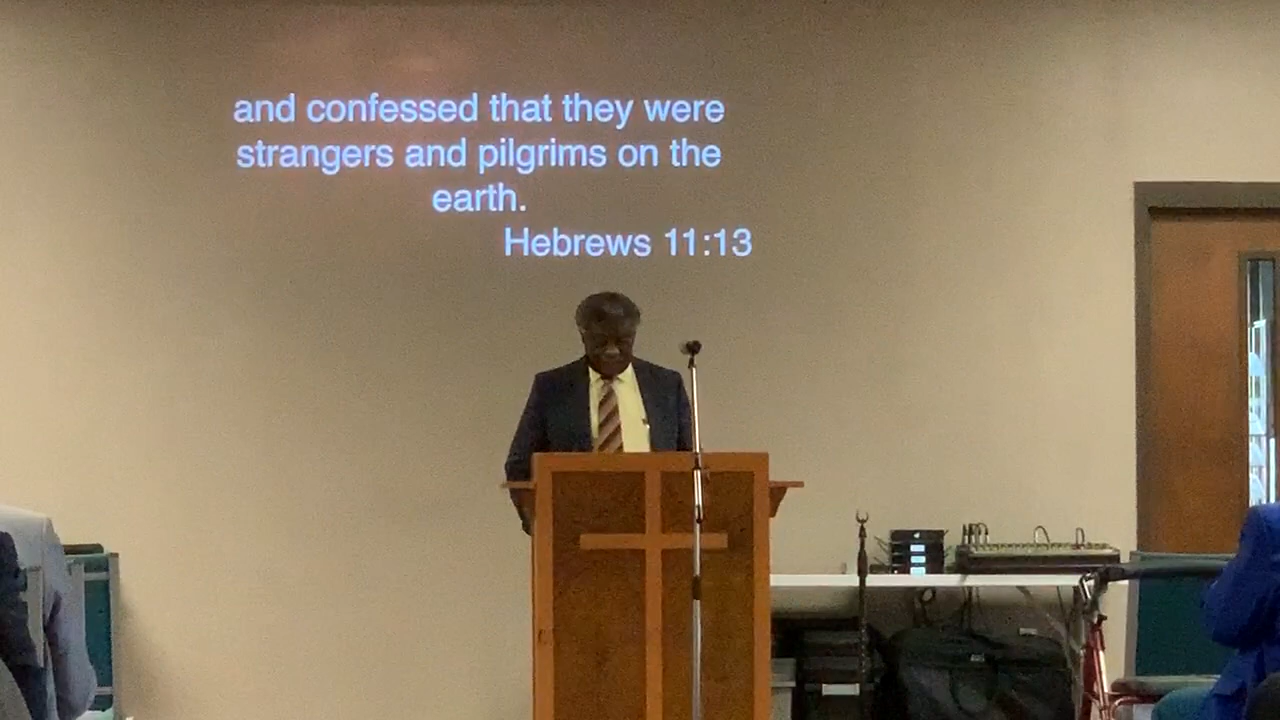 and confessed that they were
strangers and pilgrims on the
earth.
Hebrews 11:13